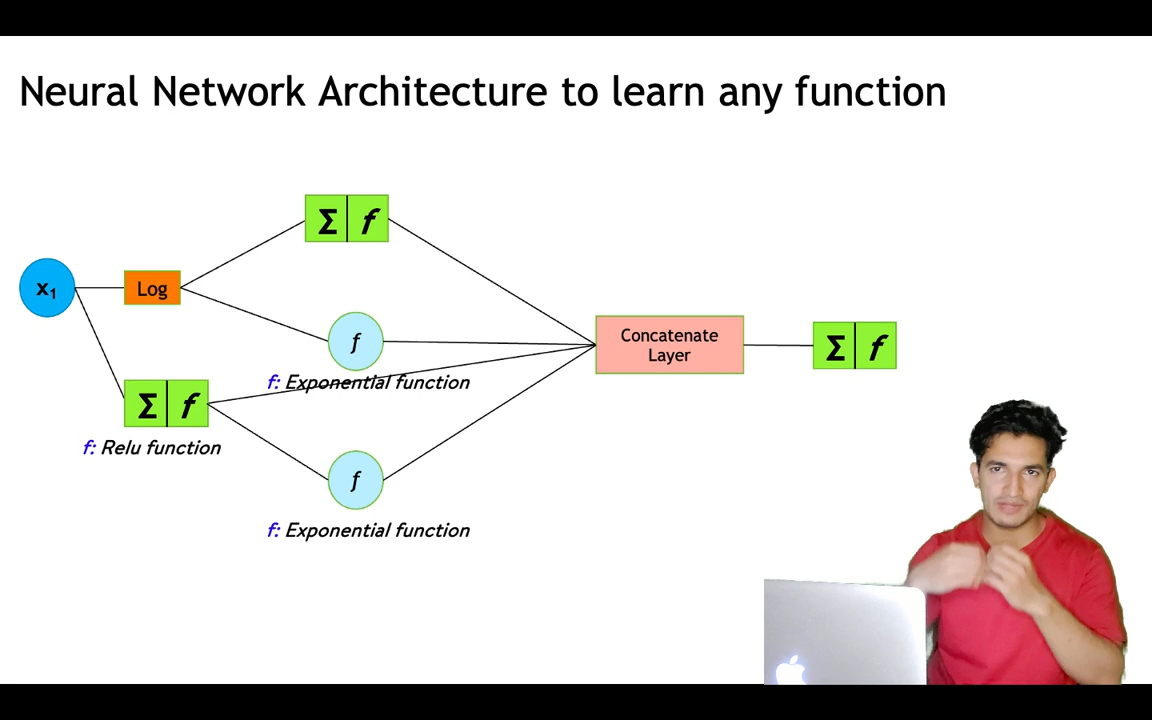 Neural Network Architecture to learn any function
Σ f
x₁
Log
f
Concatenate
Layer
Σ f
f: Exponential function
Σ f
f: Relu function
f
f: Exponential function